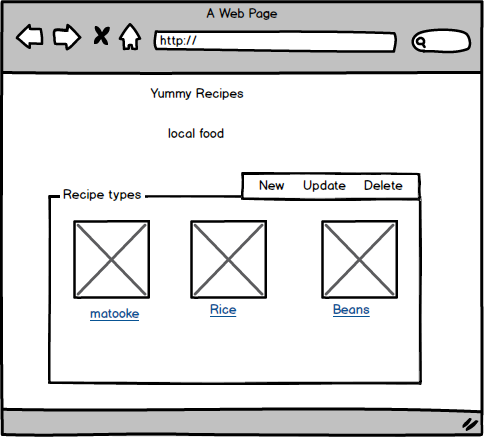 A Web Page
http://
Yummy Recipes
local food
New Update Delete
Recipe types
matooke Rice Beans